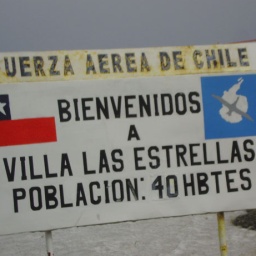 UERZA AEREA DE CHILE
BIENVENIDOS
A
VILLA LAS ESTRELLAS
POBLACION: 40 HBTES